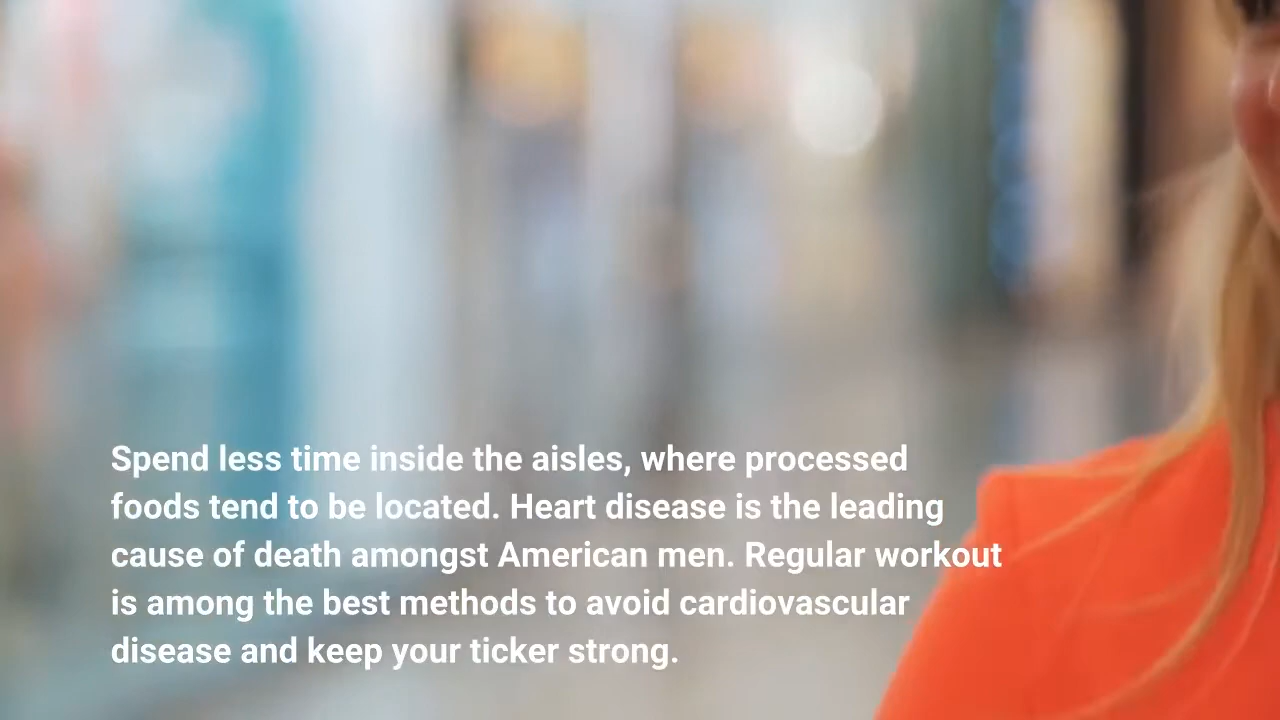 Spend less time inside the aisles, where processed
foods tend to be located. Heart disease is the leading
cause of death amongst American men. Regular workout
is among the best methods to avoid cardiovascular
disease and keep your ticker strong.